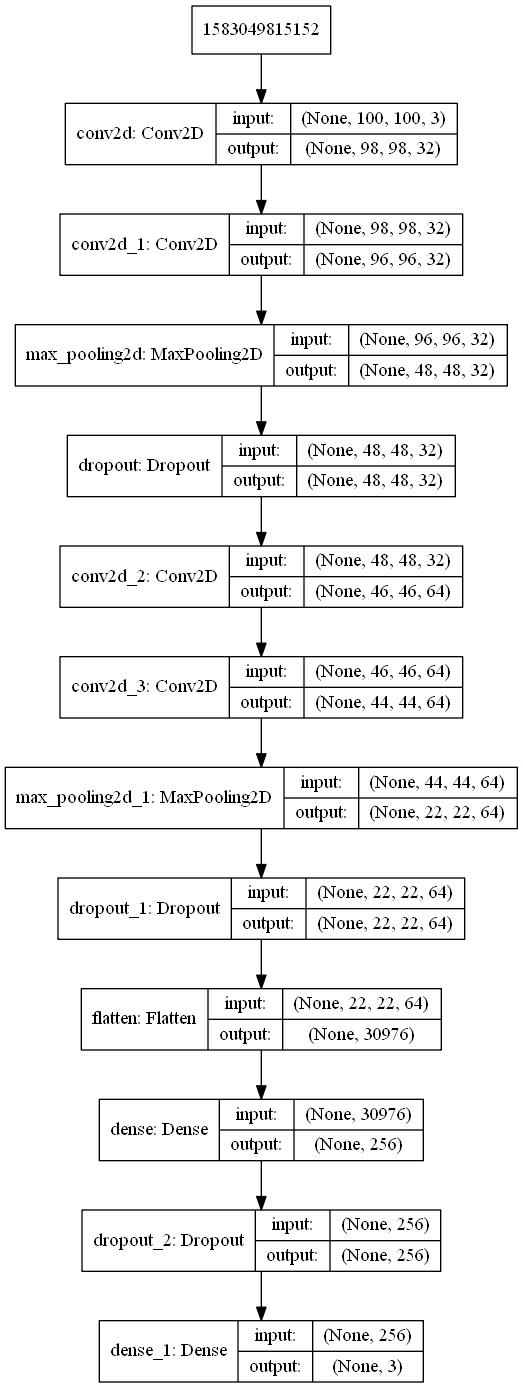 1583049815152
conv2d: Conv2D
input: (None, 100, 100, 3)
output: (None, 98, 98, 32)
conv2d_1: Conv2D
input: (None, 98, 98, 32)
output: (None, 96, 96, 32)
max_pooling2d: MaxPooling2D
input: (None, 96, 96, 32)
output: (None, 48, 48, 32)
dropout: Dropout
input: (None, 48, 48, 32)
output: (None, 48, 48, 32)
conv2d_2: Conv2D
input: (None, 48, 48, 32)
output: (None, 46, 46, 64)
conv2d_3: Conv2D
input: (None, 46, 46, 64)
output: (None, 44, 44, 64)
max_pooling2d_1: MaxPooling2D
input: (None, 44, 44, 64)
output: (None, 22, 22, 64)
dropout_1: Dropout
input: (None, 22, 22, 64)
output: (None, 22, 22, 64)
flatten: Flatten
input: (None, 22, 22, 64)
output: (None, 30976)
dense: Dense
input: (None, 30976)
output: (None, 256)
dropout_2: Dropout
input: (None, 256)
output: (None, 256)
dense_1: Dense
input: (None, 256)
output: (None, 3)